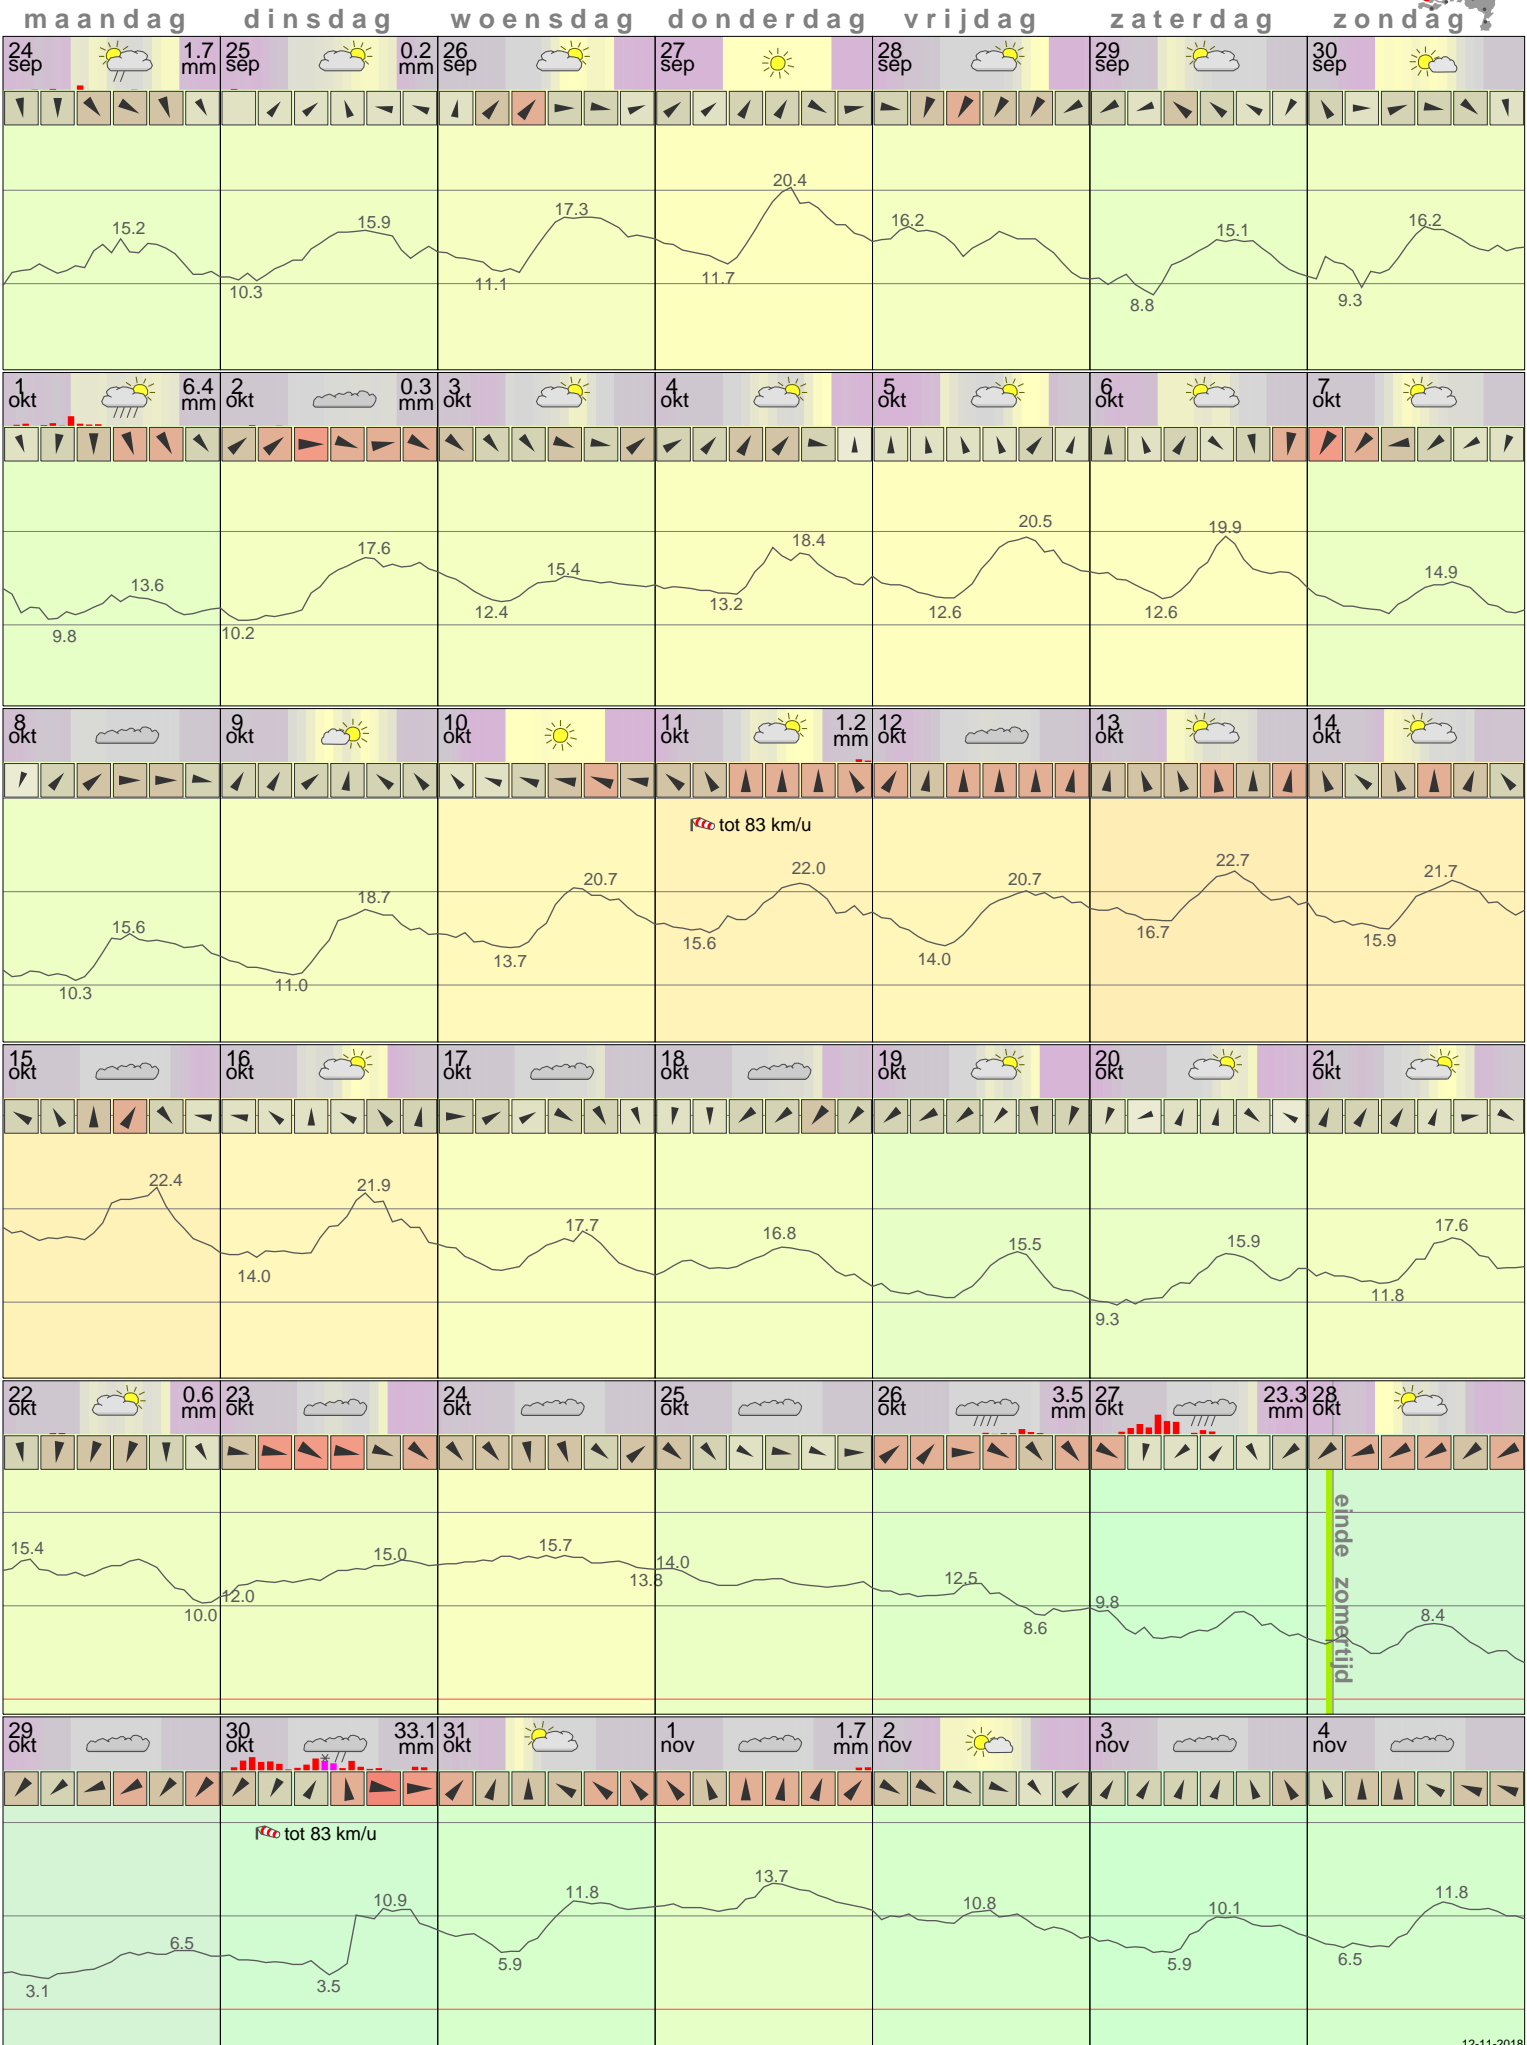 maandag dinsdag woensdag donderdag vrijdag zaterdag zondag
24 sep 1.7 mm 25 sep 0.2 mm 26 sep 27 sep 28 sep 29 sep 30 sep
15.2 10.3 15.9 11.1 17.3 11.7 20.4 16.2 8.8 15.1 9.3 16.2
1 okt 6.4 mm 2 okt 0.3 mm 3 okt 4 okt 5 okt 6 okt 7 okt
9.8 13.6 10.2 17.6 12.4 15.4 13.2 18.4 12.6 20.5 12.6 19.9 14.9
8 okt 9 okt 10 okt 11 okt 1.2 mm 12 okt 13 okt 14 okt
tot 83 km/u
10.3 15.6 11.0 18.7 13.7 20.7 15.6 22.0 14.0 20.7 16.7 22.7 15.9 21.7
15 okt 16 okt 17 okt 18 okt 19 okt 20 okt 21 okt
22.4 14.0 21.9 17.7 16.8 15.5 9.3 15.9 11.8 17.6
22 okt 0.6 mm 23 okt 24 okt 25 okt 26 okt 3.5 mm 27 okt 23.3 mm 28 okt
15.4 10.0 12.0 15.0 15.7 13.8 14.0 12.5 8.6 9.8 8.4
einde zomertijd
29 okt 30 okt 33.1 mm 31 okt 1 nov 1.7 mm 2 nov 3 nov 4 nov
tot 83 km/u
3.1 6.5 3.5 10.9 5.9 11.8 13.7 10.8 5.9 10.1 6.5 11.8
12-11-2018